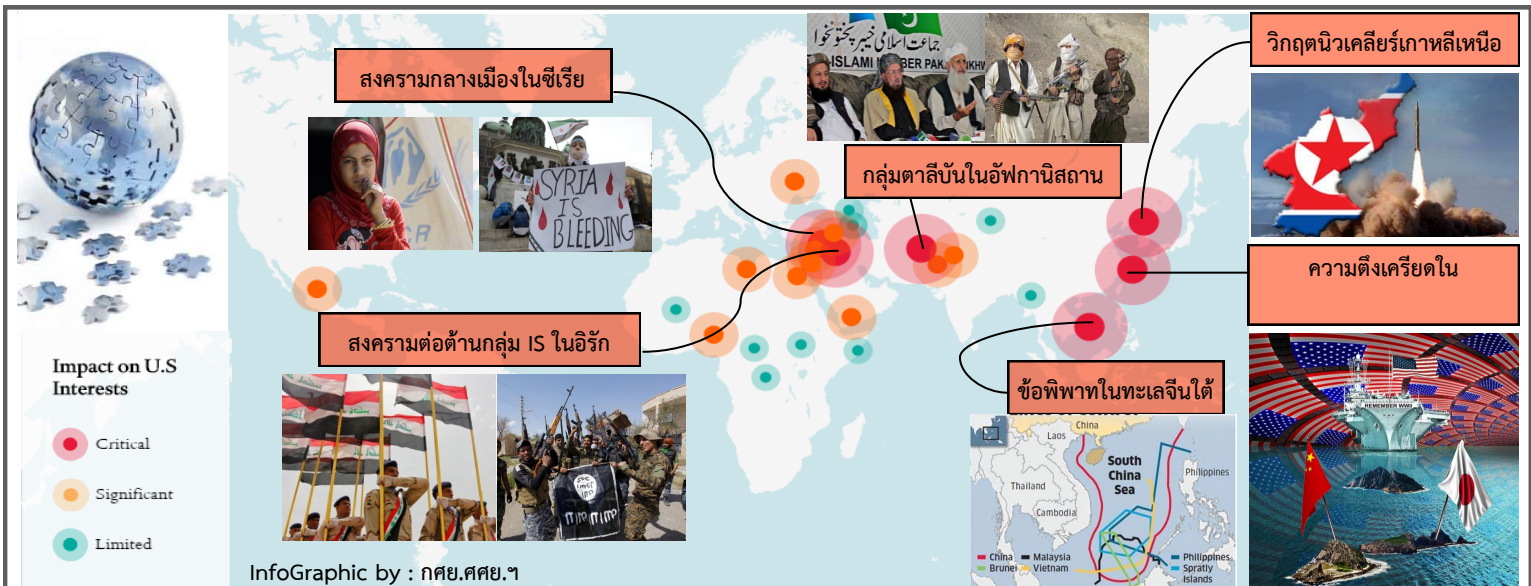 วิกฤตนิวเคลียร์เกาหลีเหนือ
สงครามกลางเมืองในซีเรีย
جماعت اسلامی خیبر پختونخوا
SYRIA
IS
BLEEDING
กลุ่มตาลีบันในอัฟกานิสถาน
ความตึงเครียดใน
สงครามต่อต้านกลุ่ม IS ในอิรัก
ข้อพิพาทในทะเลจีนใต้
Impact on U.S
Interests
Critical
Significant
Limited
REMEMBER WWII
China
Laos
South
China
Sea
Philippines
Thailand
Cambodia
China
Malaysia
Philippines
Brunei
Vietnam
Spratly
Islands
InfoGraphic by : กศย.ศศย.ฯ